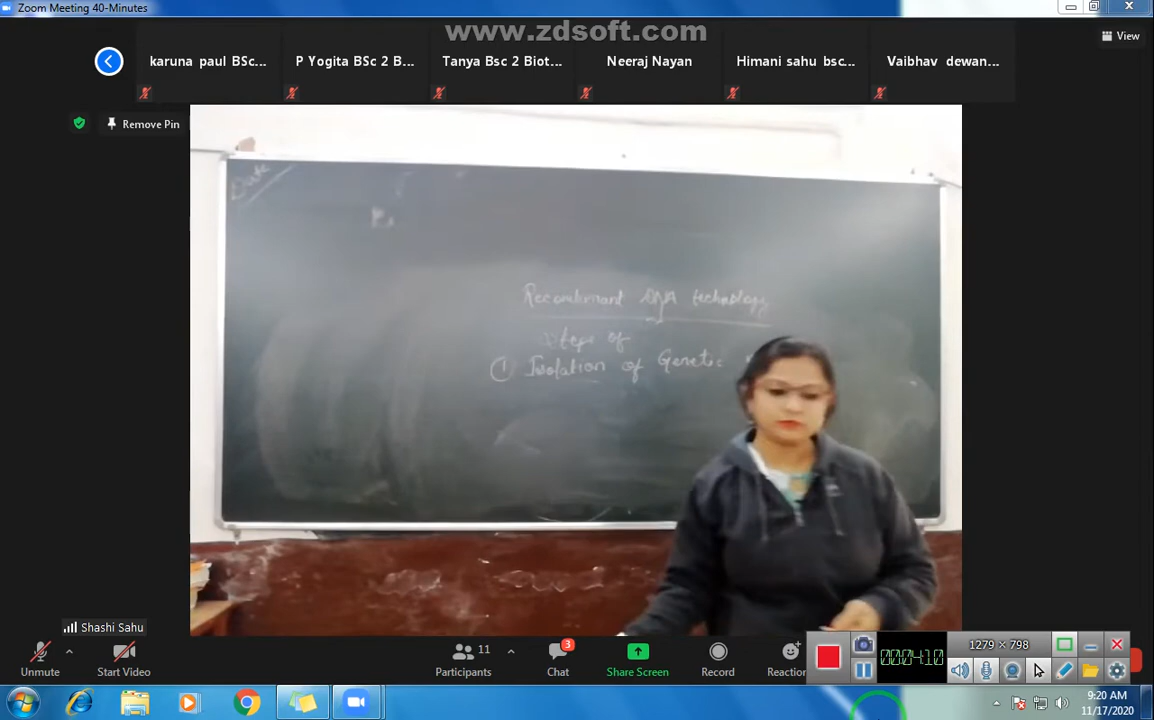 Zoom Meeting 40-Minutes
www.zdsoft.com
View
karuna paul BSc...
P Yogita BSc 2 B...
Tanya Bsc 2 Biot...
Neeraj Nayan
Himani sahu bsc...
Vaibhav dewan...
Remove Pin
Date
Recombinant DNA technology
Steps of
① Isolation of Genetic
Shashi Sahu
Unmute
Start Video
11
Participants
3
Chat
Share Screen
Record
Reaction
000410
1279 × 798
9:20 AM
11/17/2020